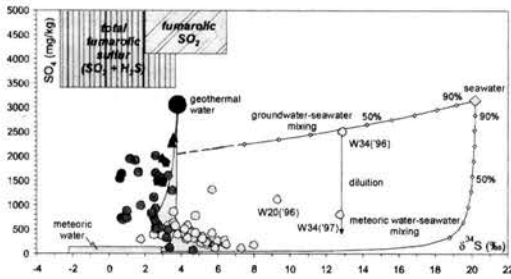 5000
4500
4000
3500
3000
2500
2000
1500
1000
500
0
SO4 (mg/kg)
total
fumarolic
sulfur
(SO2 + H2S)
fumarolic
SO2
geothermal
water
groundwater-seawater
mixing
50%
90%
seawater
90%
50%
W34('96)
dilution
W20('96)
W34('97)
meteoric water-seawater
mixing
meteoric
water
δ34S (‰)
-4 -2 0 2 4 6 8 10 12 14 16 18 20 22